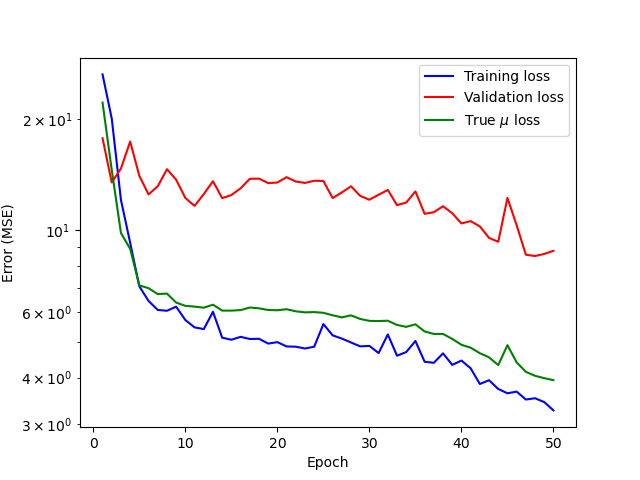 Training loss
Validation loss
True μ loss
Error (MSE)
2 × 10¹
10¹
6 × 10⁰
4 × 10⁰
3 × 10⁰
0 10 20 30 40 50
Epoch